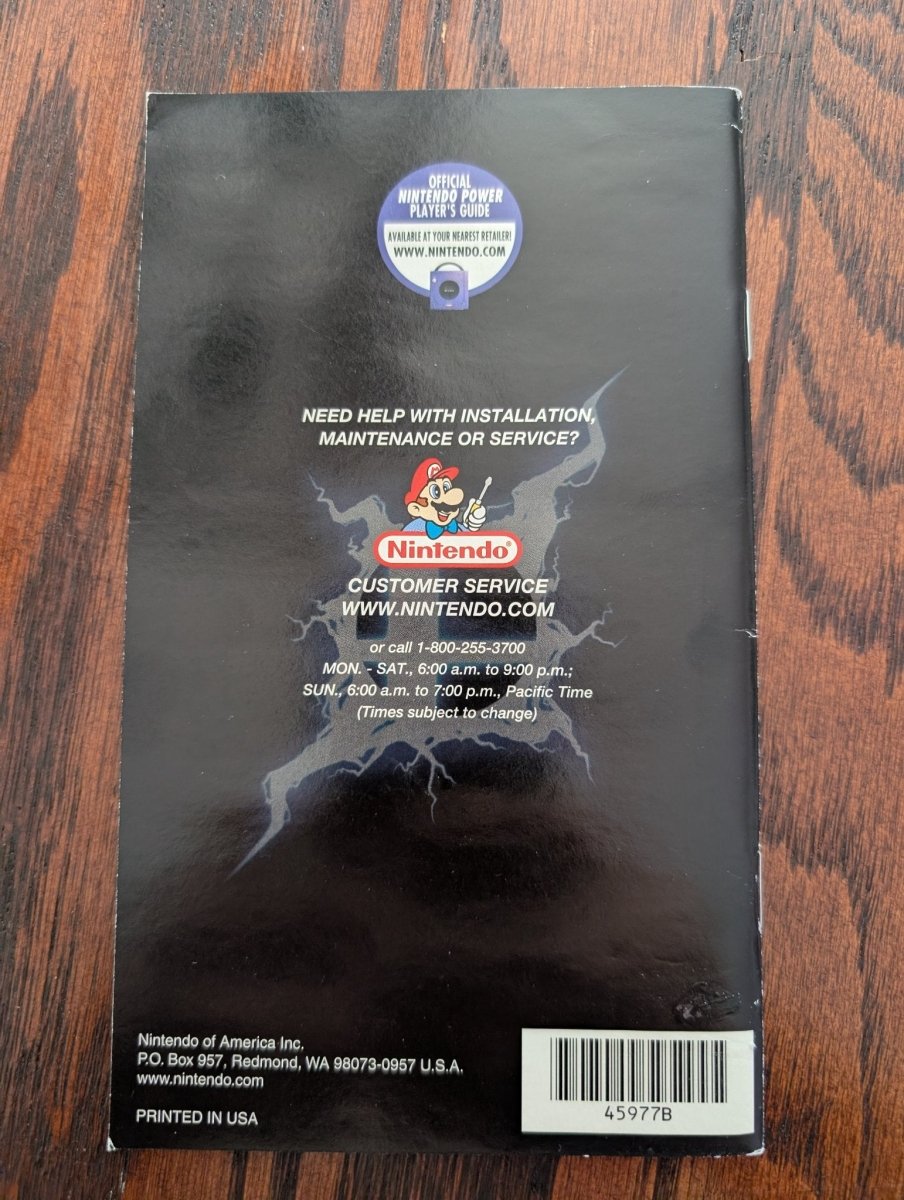 OFFICIAL
NINTENDO POWER
PLAYER'S GUIDE
AVAILABLE AT YOUR NEAREST RETAILER!
WWW.NINTENDO.COM
NEED HELP WITH INSTALLATION,
MAINTENANCE OR SERVICE?
Nintendo®
CUSTOMER SERVICE
WWW.NINTENDO.COM
or call 1-800-255-3700
MON. - SAT., 6:00 a.m. to 9:00 p.m.;
SUN., 6:00 a.m. to 7:00 p.m., Pacific Time
(Times subject to change)
Nintendo of America Inc.
P.O. Box 957, Redmond, WA 98073-0957 U.S.A.
www.nintendo.com
PRINTED IN USA
45977B